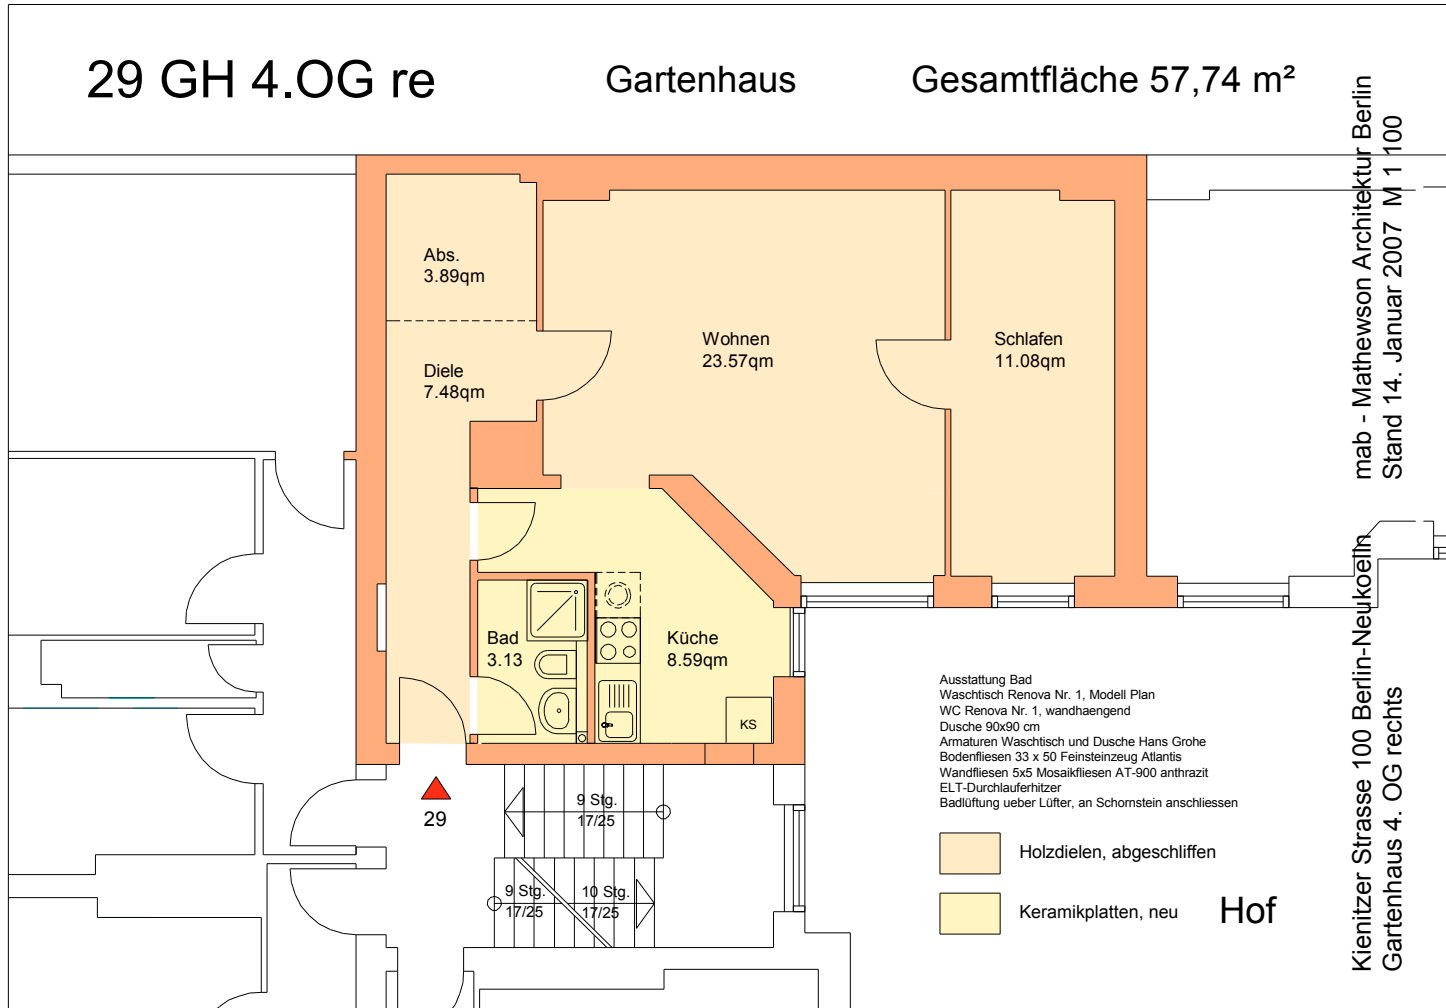 29 GH 4.OG re
Gartenhaus
Gesamtfläche 57,74 m²
mab - Mathewson Architektur Berlin
Stand 14. Januar 2007  M 1 100
Abs.
3.89qm
Diele
7.48qm
Wohnen
23.57qm
Schlafen
11.08qm
Bad
3.13
Küche
8.59qm
KS
29
9 Stg.
17/25
9 Stg.
17/25
10 Stg.
17/25
Ausstattung Bad
Waschtisch Renova Nr. 1, Modell Plan
WC Renova Nr. 1, wandhaengend
Dusche 90x90 cm
Armaturen Waschtisch und Dusche Hans Grohe
Bodenfliesen 33 x 50 Feinsteinzeug Atlantis
Wandfliesen 5x5 Mosaikfliesen AT-900 anthrazit
ELT-Durchlauferhitzer
Badlüftung ueber Lüfter, an Schornstein anschliessen
Holzdielen, abgeschliffen
Keramikplatten, neu
Hof
Kienitzer Strasse 100 Berlin-Neukoelln
Gartenhaus 4. OG rechts